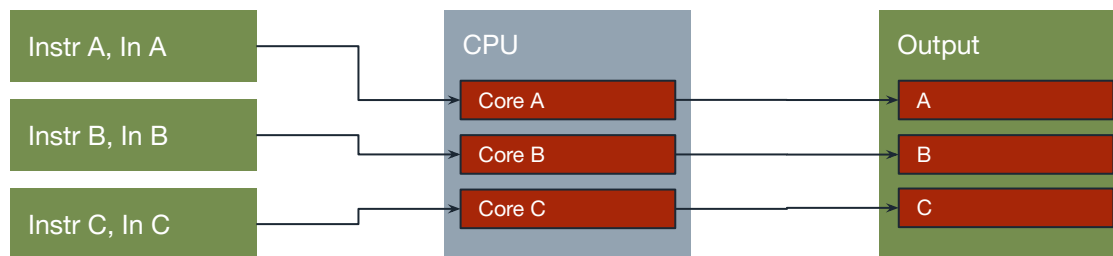 Instr A, In A
Instr B, In B
Instr C, In C
CPU
Core A
Core B
Core C
Output
A
B
C